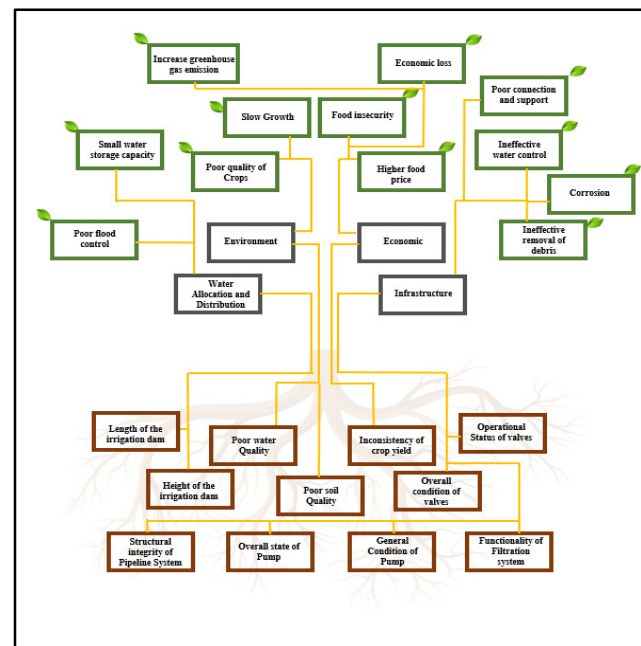 Increase greenhouse
gas emission
Economic loss
Poor connection
and support
Slow Growth
Food insecurity
Small water
storage capacity
Ineffective
water control
Poor quality of
Crops
Higher food
price
Corrosion
Poor flood
control
Environment
Economic
Ineffective
removal of
debris
Water
Allocation and
Distribution
Infrastructure
Length of the
irrigation dam
Poor water
Quality
Inconsistency of
crop yield
Operational
Status of valves
Height of the
irrigation dam
Poor soil
Quality
Overall
condition of
valves
Structural
integrity of
Pipeline System
Overall state of
Pump
General
Condition of
Pump
Functionality of
Filtration
system